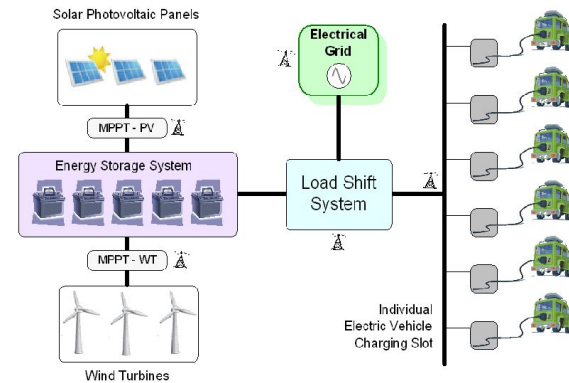 Solar Photovoltaic Panels
MPPT - PV
Energy Storage System
MPPT - WT
Wind Turbines
Electrical
Grid
Load Shift
System
Individual
Electric Vehicle
Charging Slot